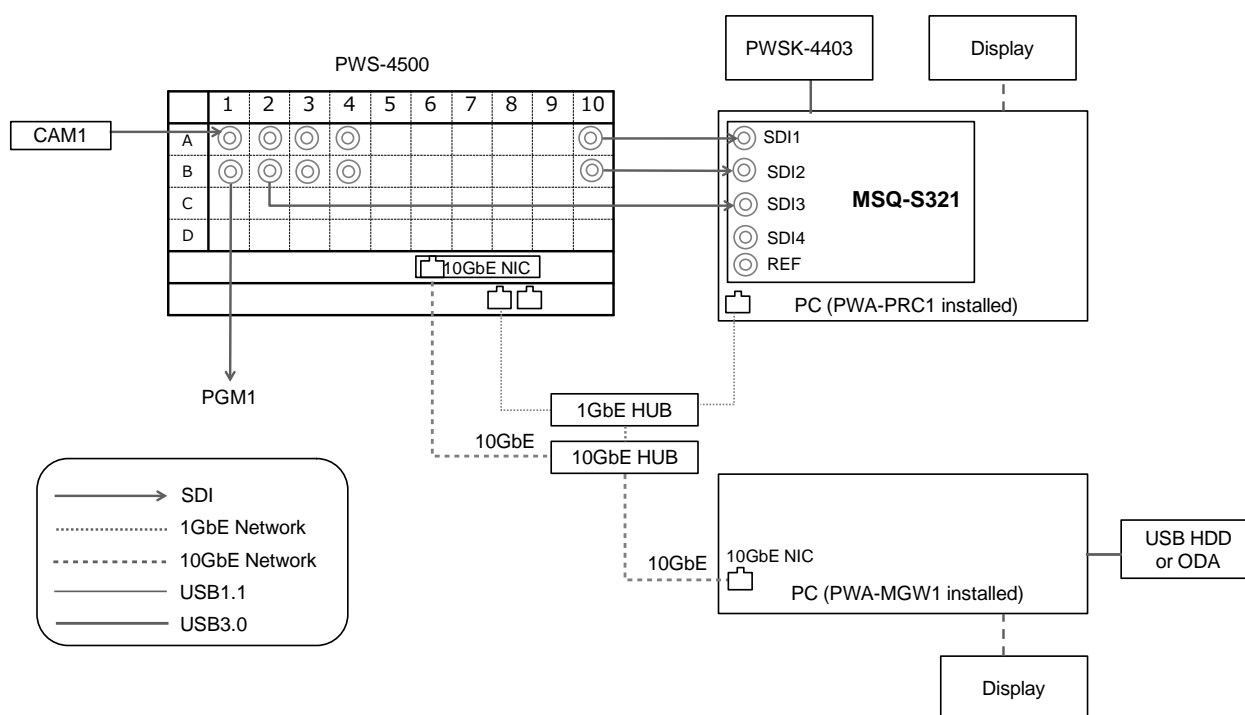 PWS-4500
1 2 3 4 5 6 7 8 9 10
A
B
C
D
10GbE NIC
CAM1
PGM1
PWSK-4403
Display
SDI1
SDI2
SDI3
SDI4
REF
MSQ-S321
PC (PWA-PRC1 installed)
1GbE HUB
10GbE
10GbE HUB
SDI
1GbE Network
10GbE Network
USB1.1
USB3.0
10GbE
10GbE NIC
PC (PWA-MGW1 installed)
USB HDD
or ODA
Display